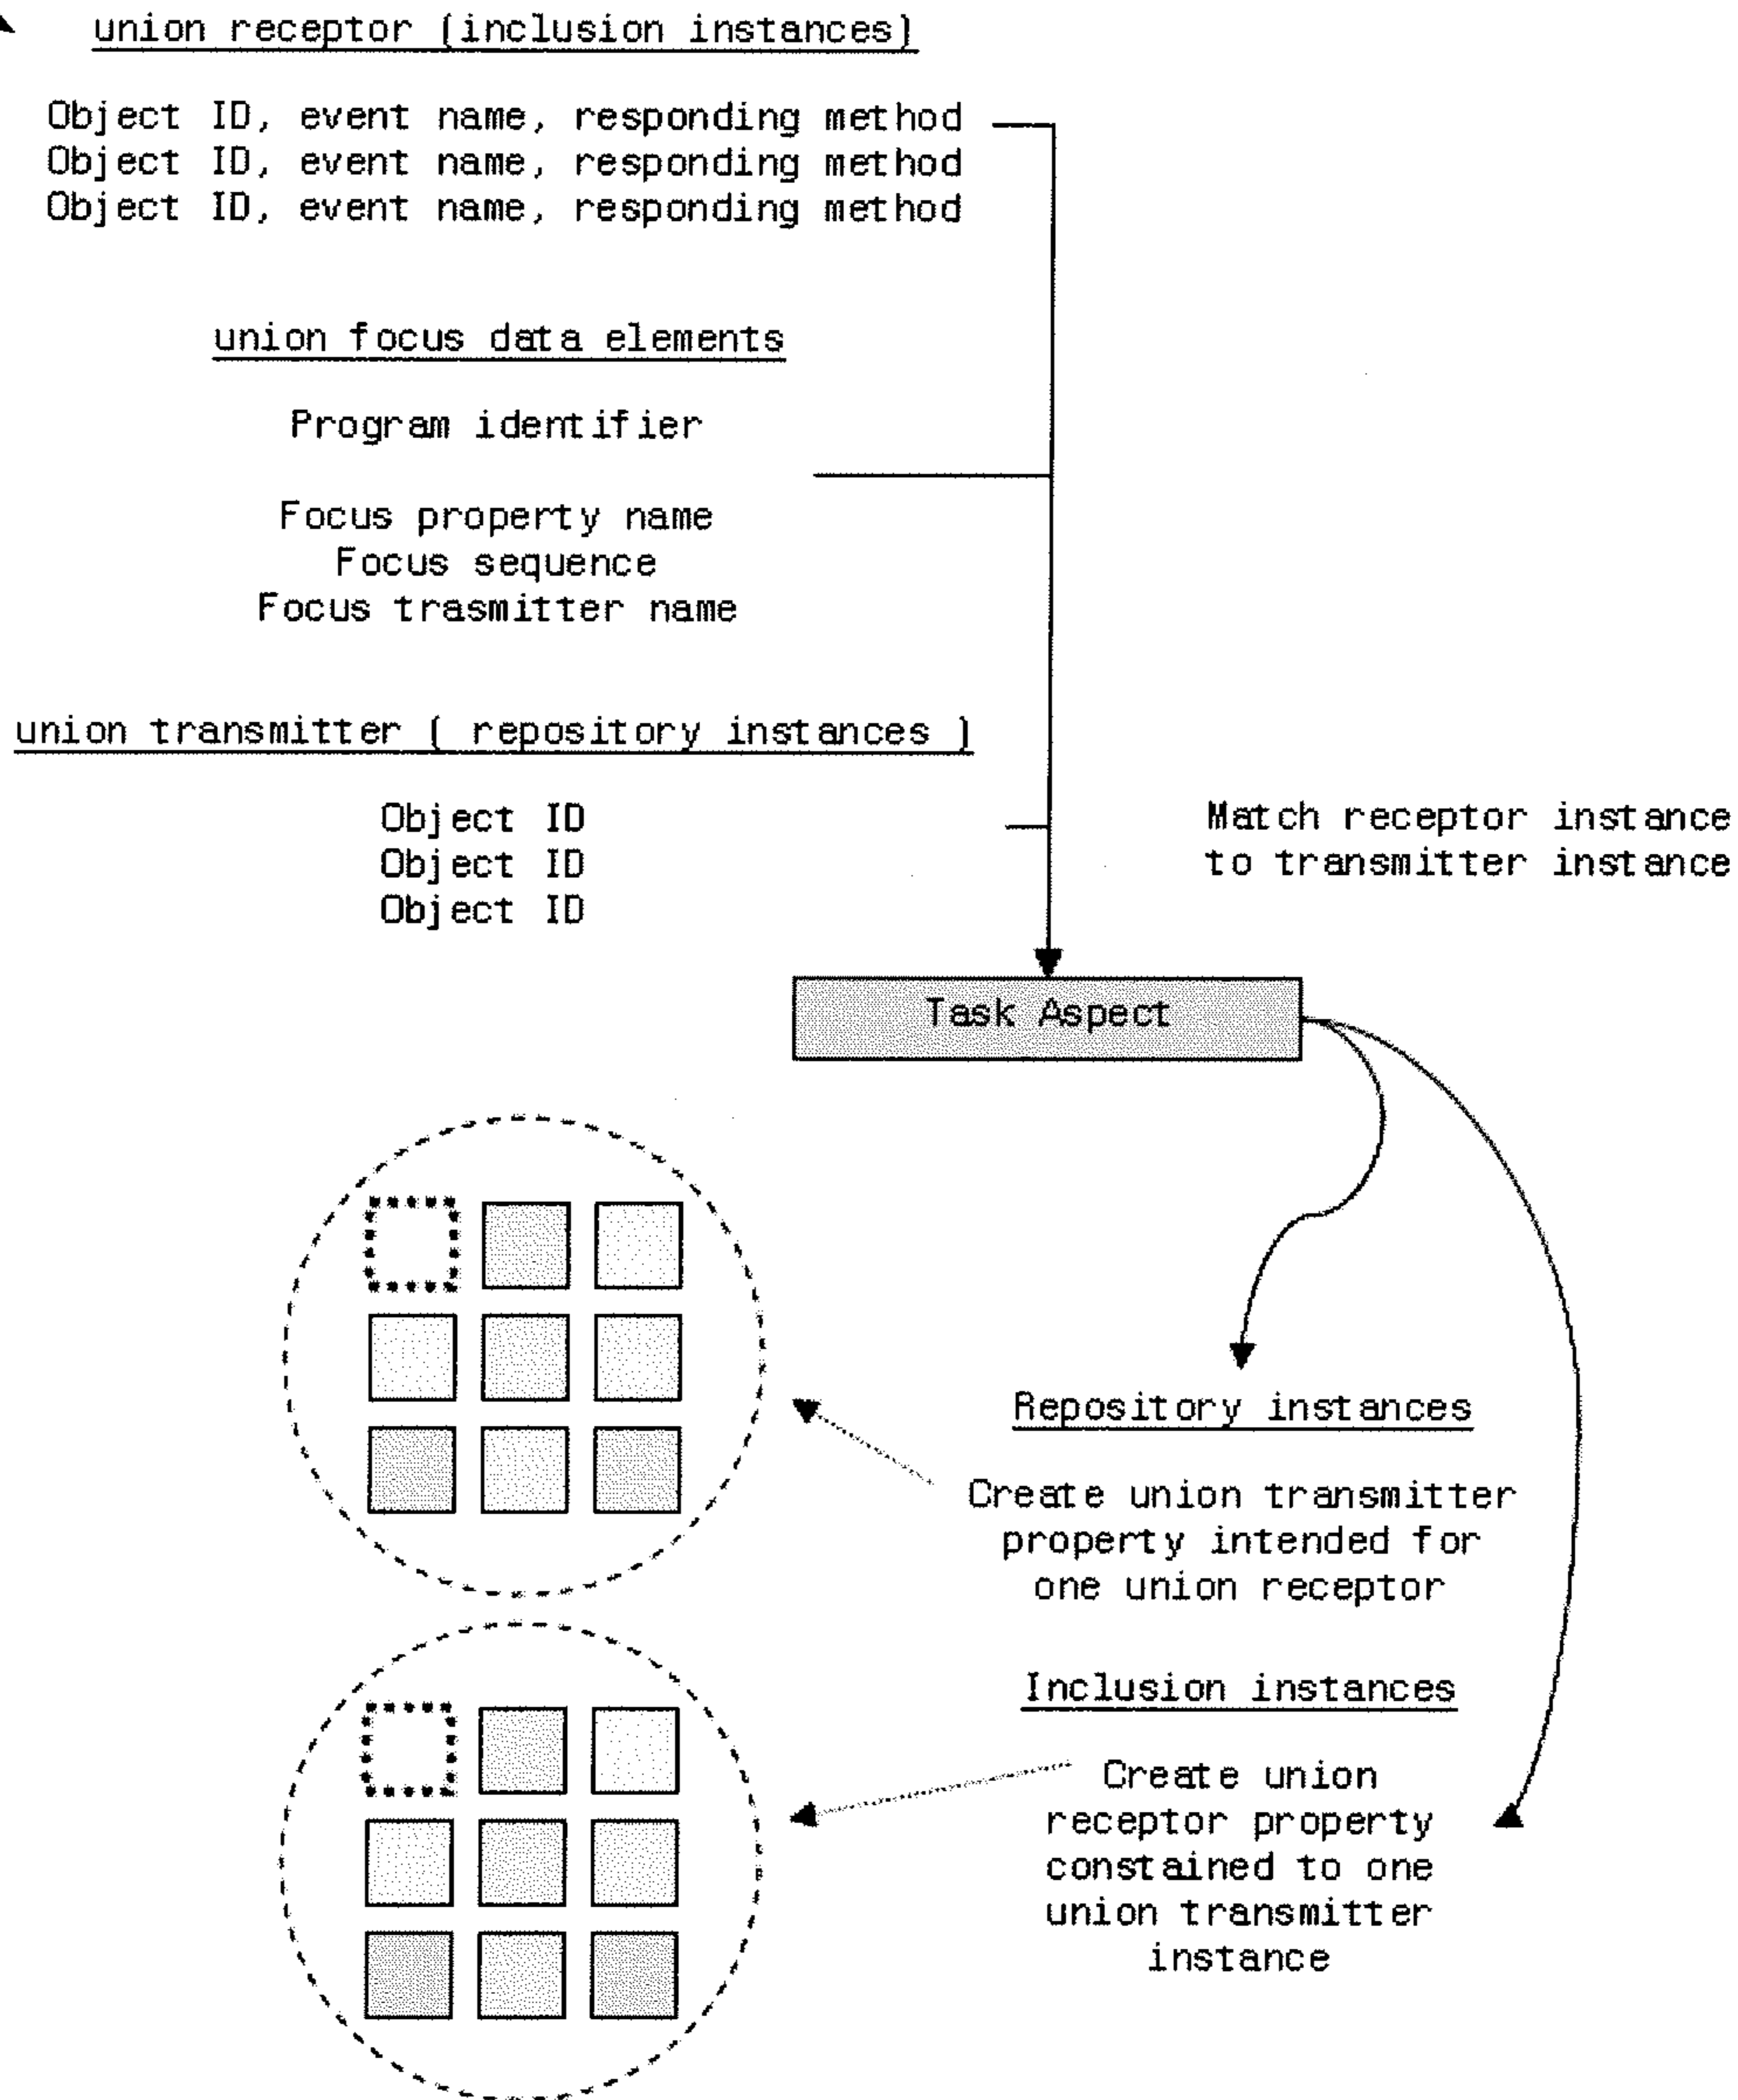 union receptor (inclusion instances)
Object ID, event name, responding method
Object ID, event name, responding method
Object ID, event name, responding method
union focus data elements
Program identifier
Focus property name
Focus sequence
Focus trasmitter name
union transmitter ( repository instances )
Object ID
Object ID
Object ID
Match receptor instance
to transmitter instance
Task Aspect
Repository instances
Create union transmitter
property intended for
one union receptor
Inclusion instances
Create union
receptor property
constained to one
union transmitter
instance